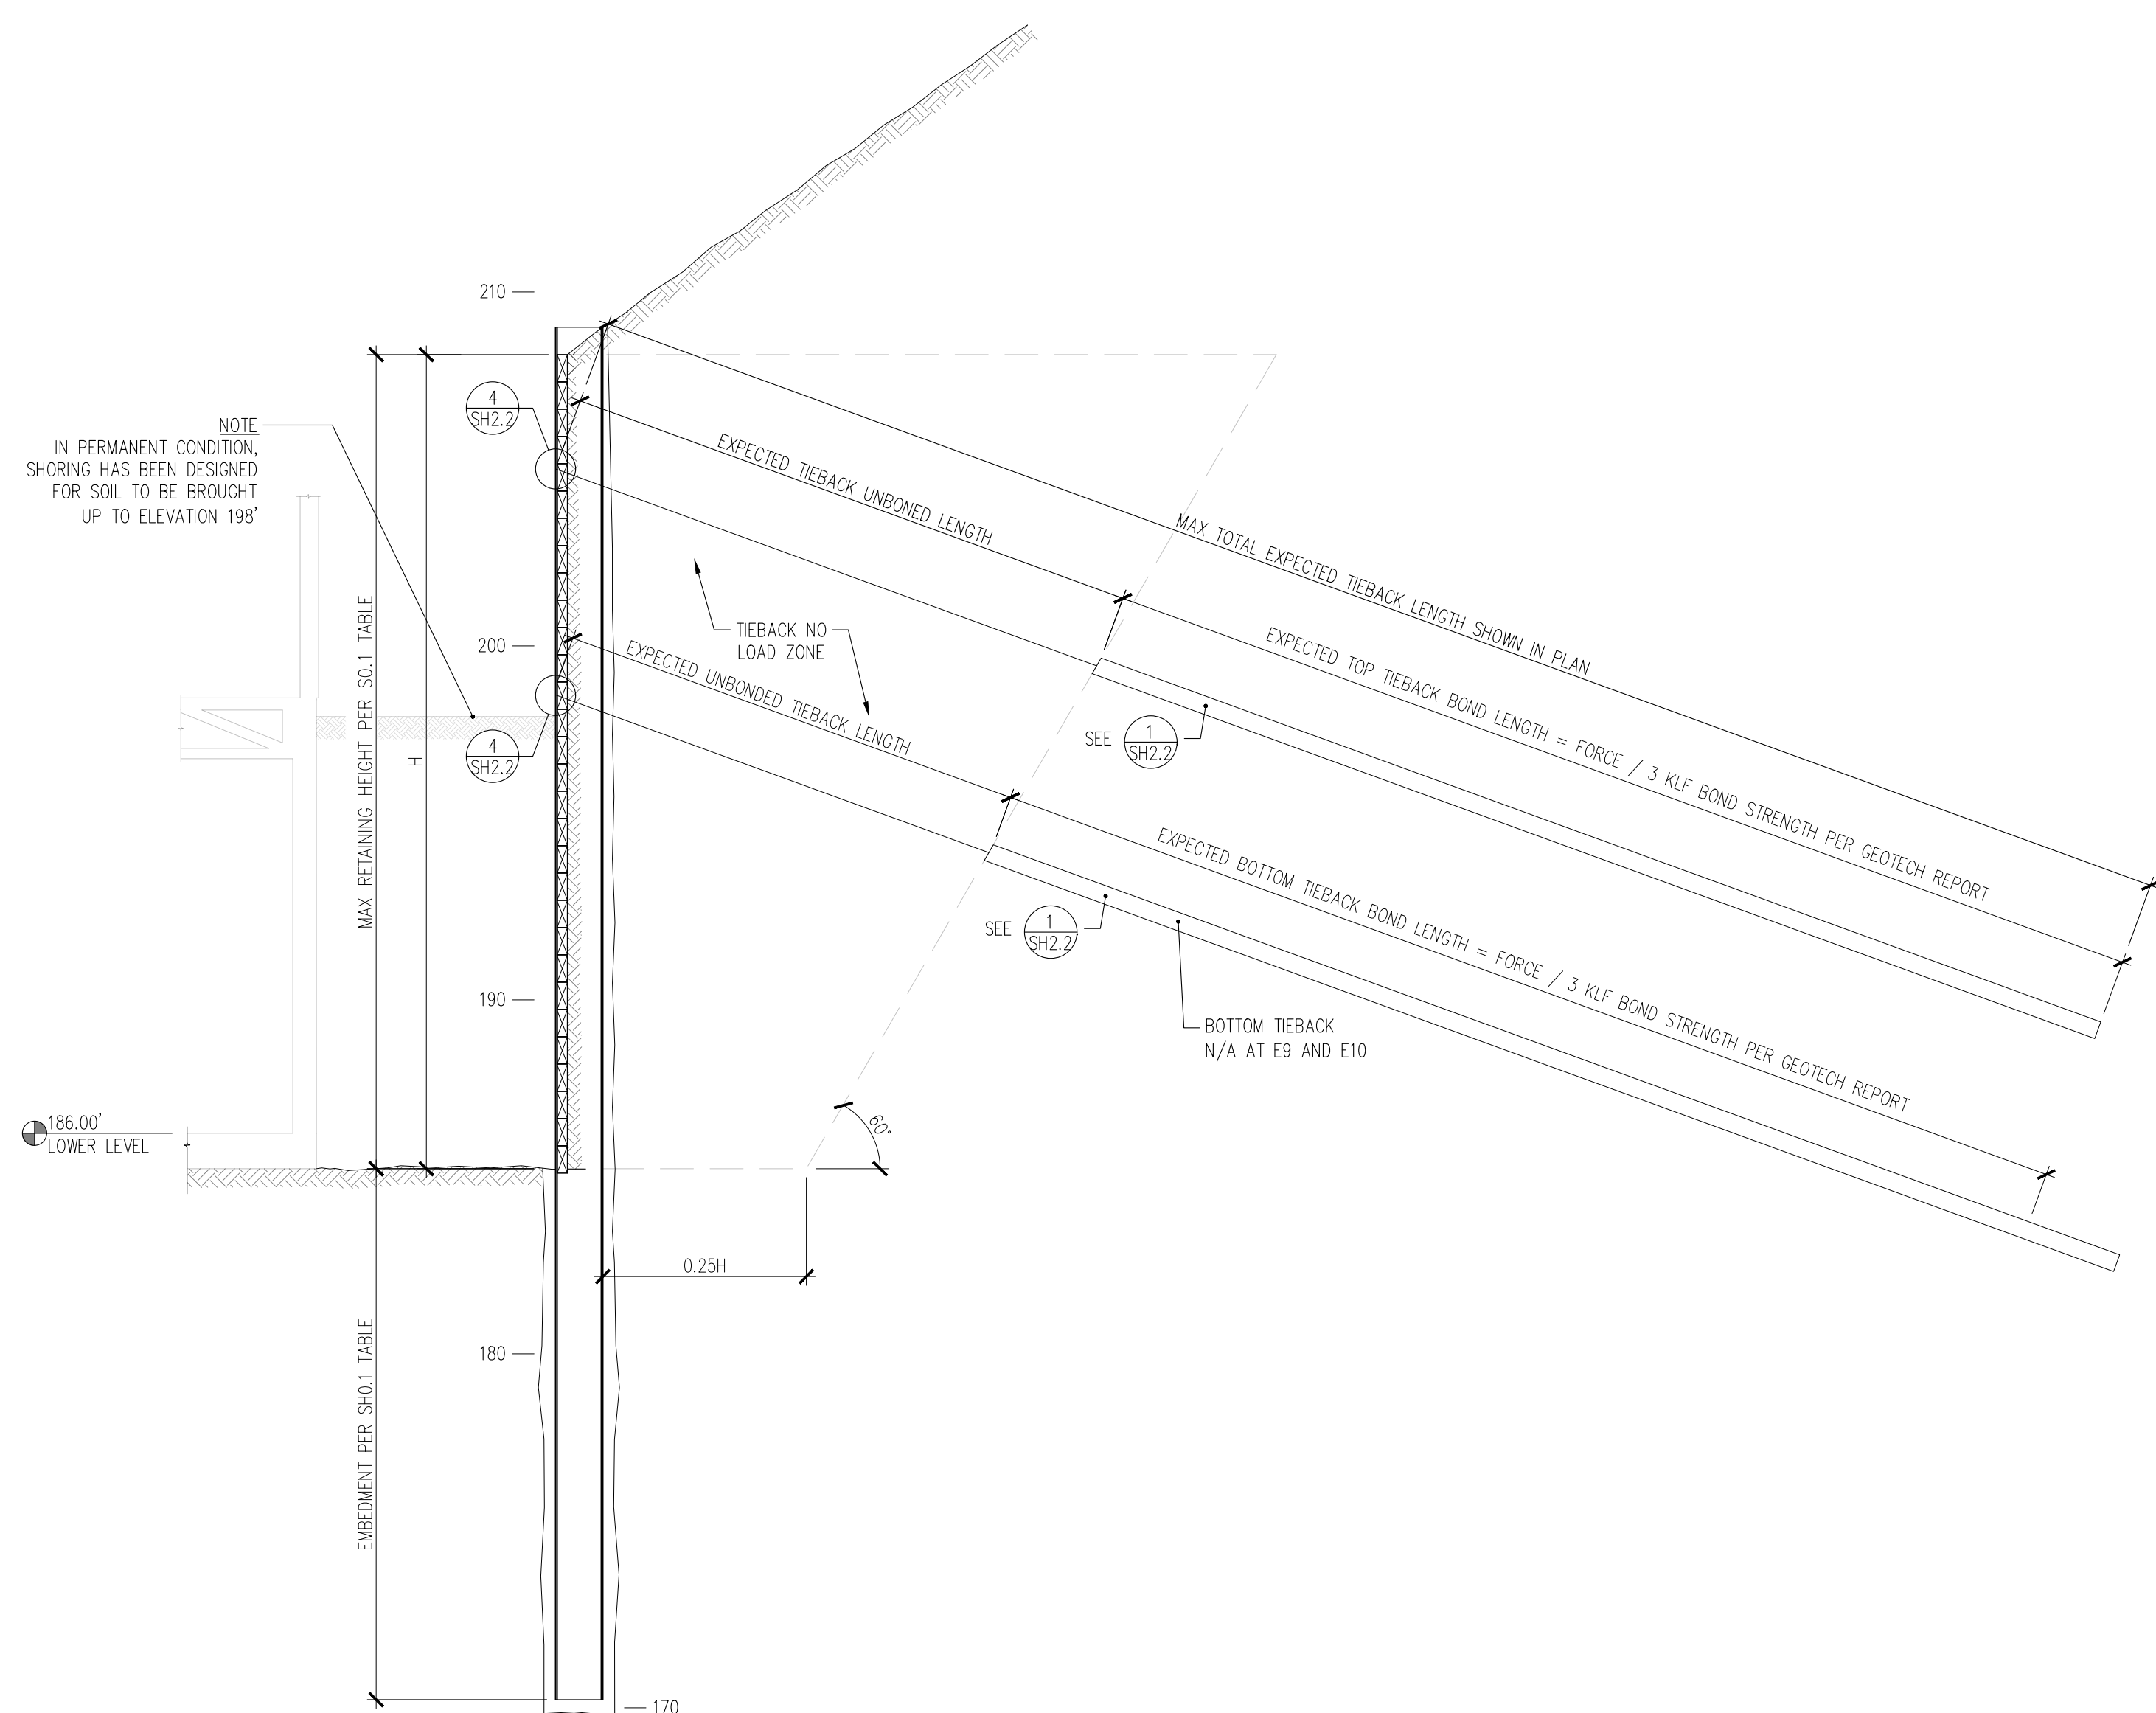 210
4
SH2.2
NOTE
IN PERMANENT CONDITION,
SHORING HAS BEEN DESIGNED
FOR SOIL TO BE BROUGHT
UP TO ELEVATION 198'
EXPECTED TIEBACK UNBONED LENGTH
MAX TOTAL EXPECTED TIEBACK LENGTH SHOWN IN PLAN
200
TIEBACK NO
LOAD ZONE
EXPECTED UNBONDED TIEBACK LENGTH
EXPECTED TOP TIEBACK BOND LENGTH = FORCE / 3 KLF BOND STRENGTH PER GEOTECH REPORT
MAX RETAINING HEIGHT PER S0.1 TABLE
H
4
SH2.2
SEE
1
SH2.2
EXPECTED BOTTOM TIEBACK BOND LENGTH = FORCE / 3 KLF BOND STRENGTH PER GEOTECH REPORT
SEE
1
SH2.2
190
BOTTOM TIEBACK
N/A AT E9 AND E10
186.00'
LOWER LEVEL
60°
0.25H
180
EMBEDMENT PER SH0.1 TABLE
170